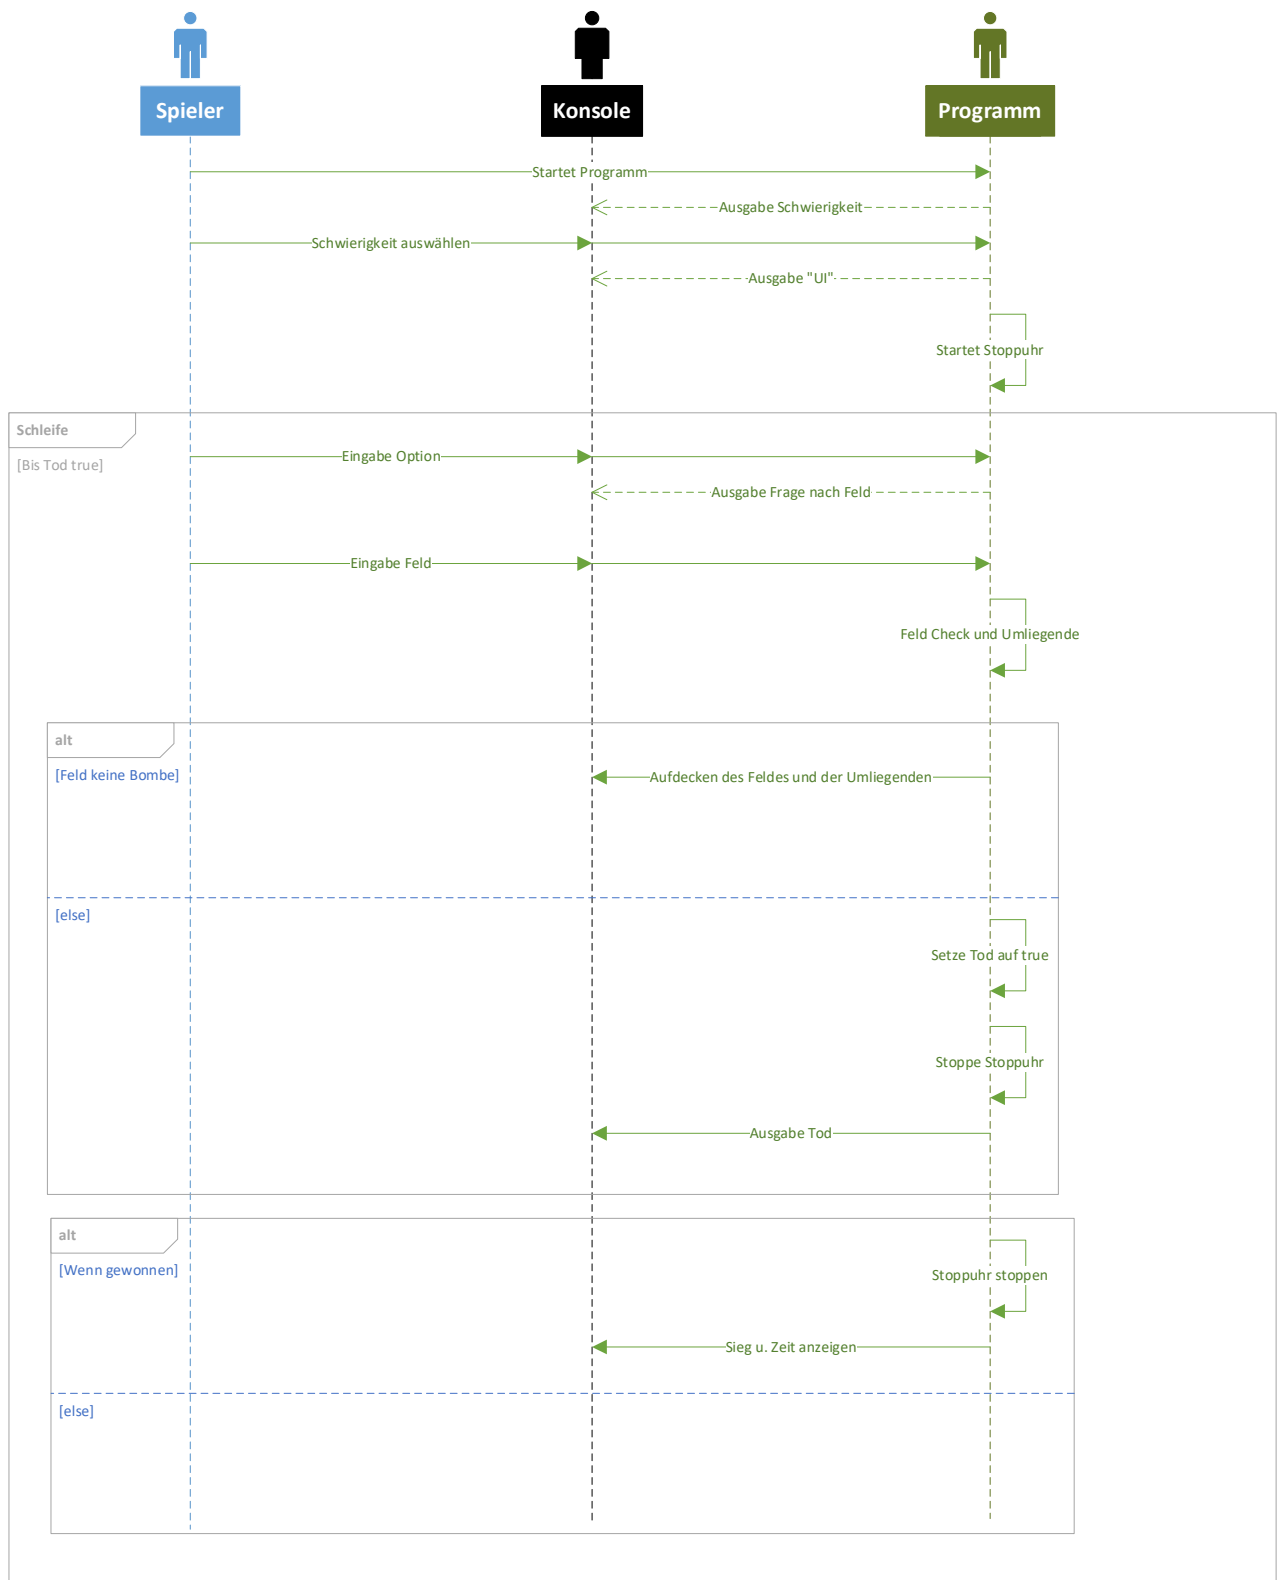 Spieler
Konsole
Programm
Startet Programm
Ausgabe Schwierigkeit
Schwierigkeit auswählen
Ausgabe "UI"
Startet Stoppuhr
Schleife
[Bis Tod true]
Eingabe Option
Ausgabe Frage nach Feld
Eingabe Feld
Feld Check und Umliegende
alt
[Feld keine Bombe]
Aufdecken des Feldes und der Umliegenden
[else]
Setze Tod auf true
Stoppe Stoppuhr
Ausgabe Tod
alt
[Wenn gewonnen]
Stoppuhr stoppen
Sieg u. Zeit anzeigen
[else]